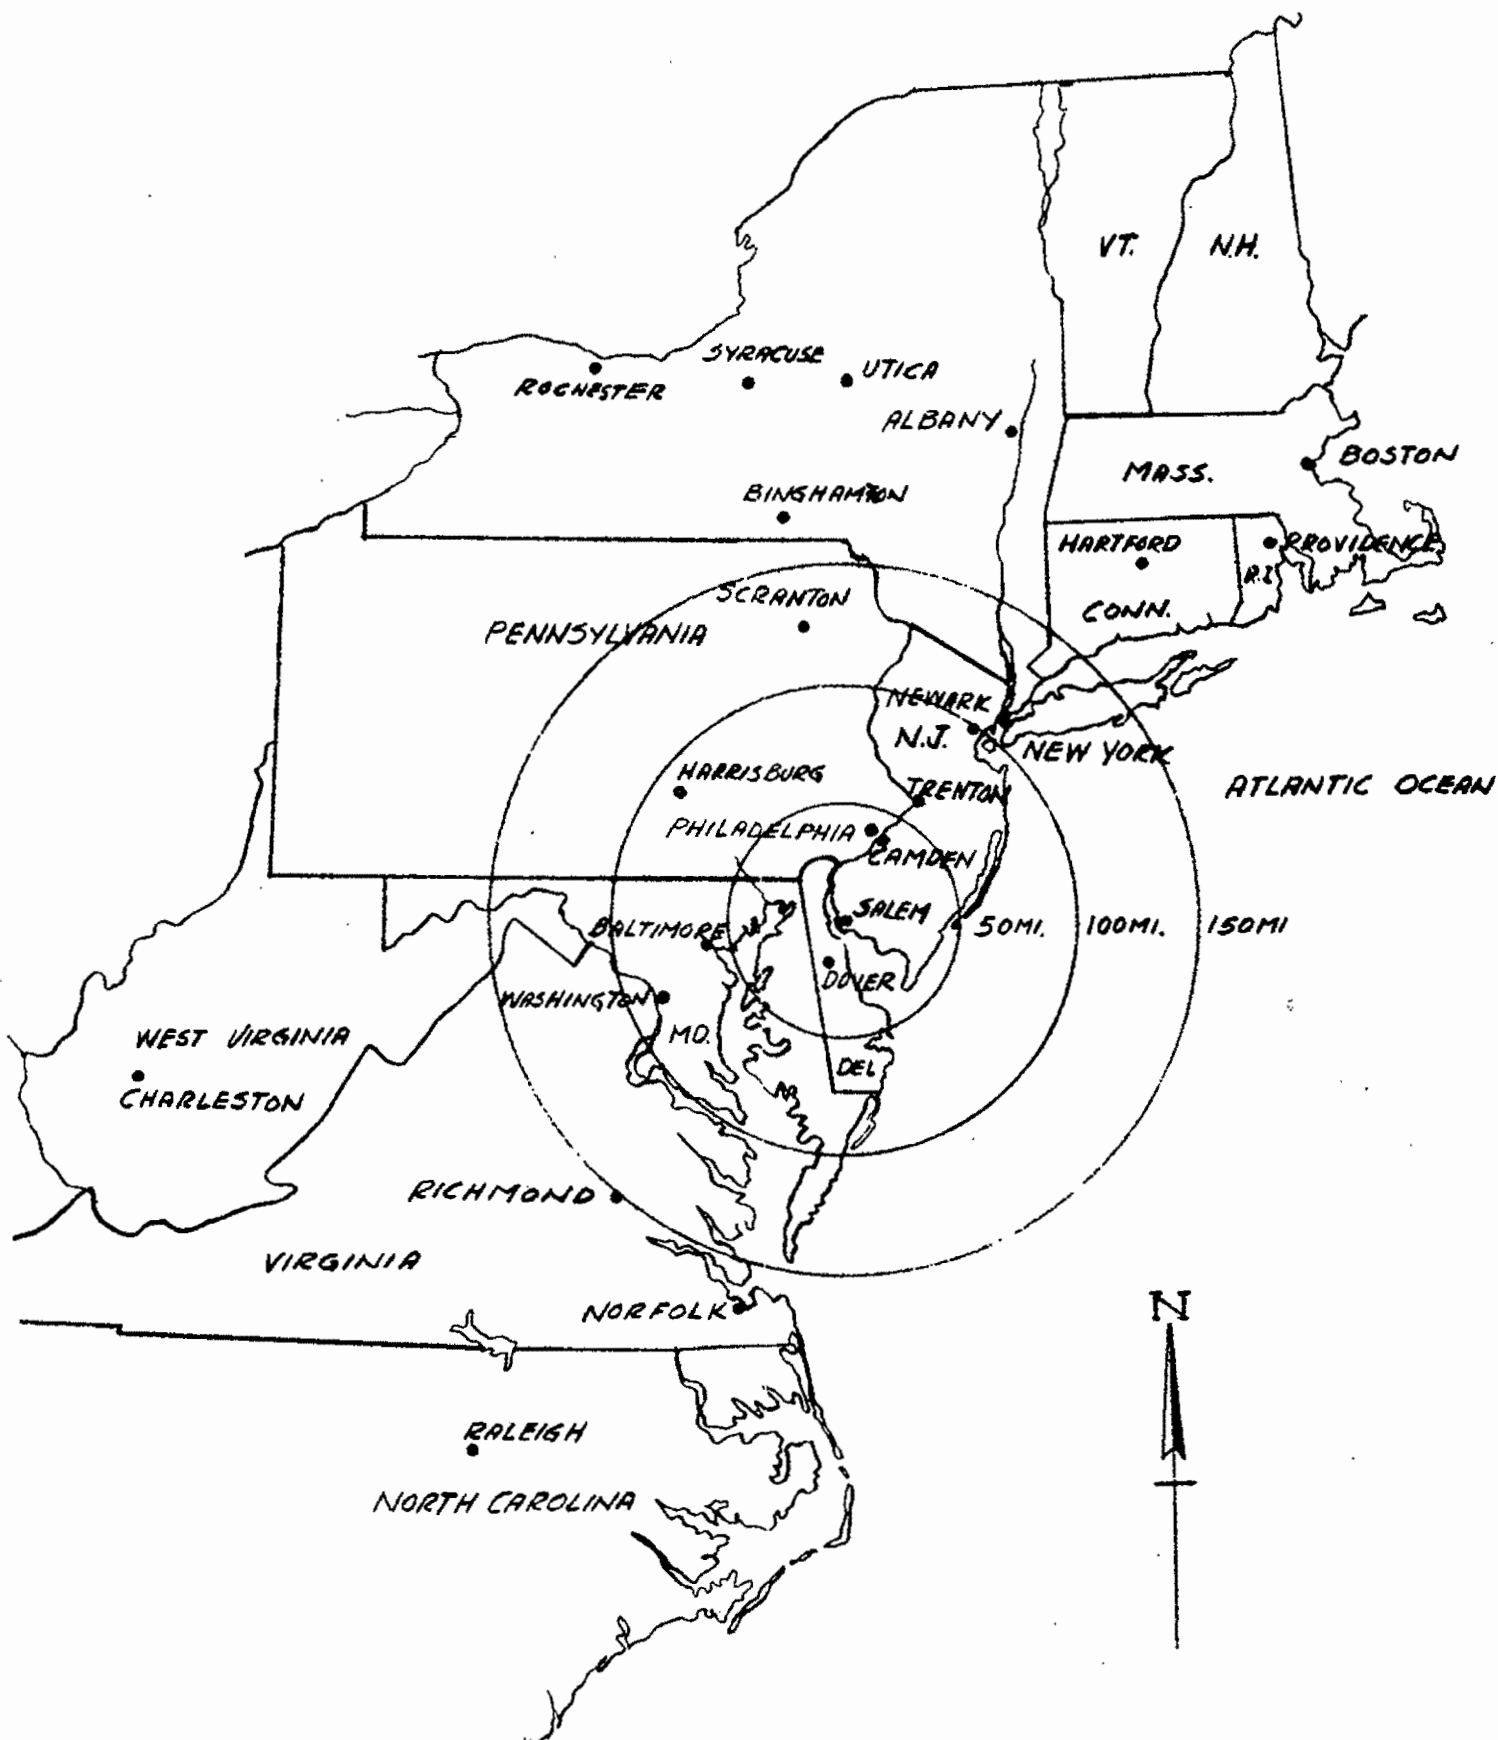 VT.
N.H.
SYRACUSE
UTICA
ROCHESTER
ALBANY
BOSTON
MASS.
BINGHAMTON
HARTFORD
PROVIDENCE
R.I
SCRANTON
CONN.
PENNSYLVANIA
NEWARK
N.J.
NEW YORK
HARRISBURG
TRENTON
ATLANTIC OCEAN
PHILADELPHIA
CAMDEN
SALEM
50MI.
100MI.
150MI
BALTIMORE
DOVER
WASHINGTON
MD.
WEST VIRGINIA
DEL
CHARLESTON
RICHMOND
VIRGINIA
NORFOLK
N
RALEIGH
NORTH CAROLINA